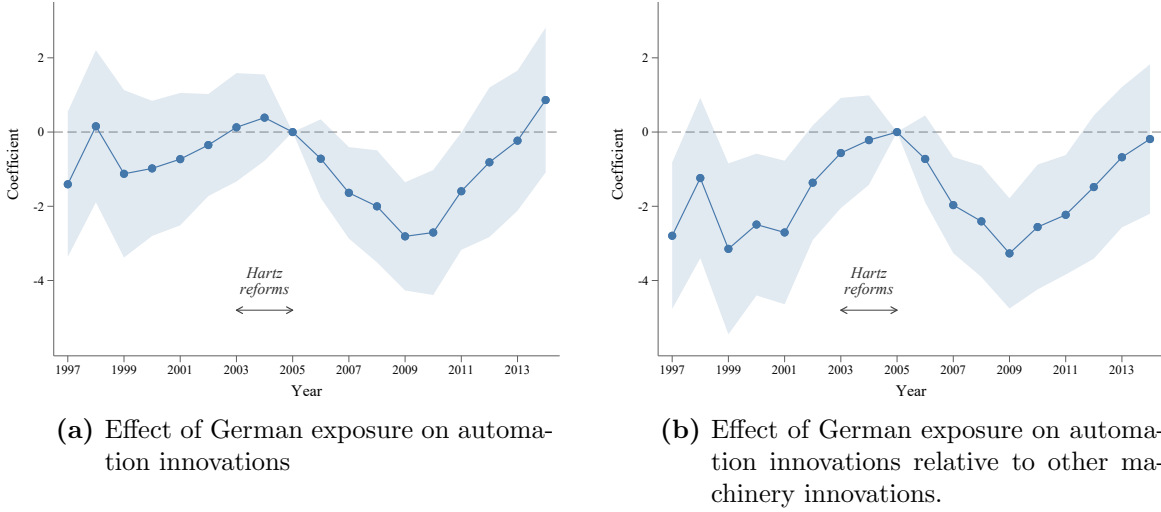 2
0
-2
-4
Coefficient
Hartz
reforms
1997 1999 2001 2003 2005 2007 2009 2011 2013
Year
(a) Effect of German exposure on automa-
tion innovations
2
0
-2
-4
Coefficient
Hartz
reforms
1997 1999 2001 2003 2005 2007 2009 2011 2013
Year
(b) Effect of German exposure on automa-
tion innovations relative to other ma-
chinery innovations.